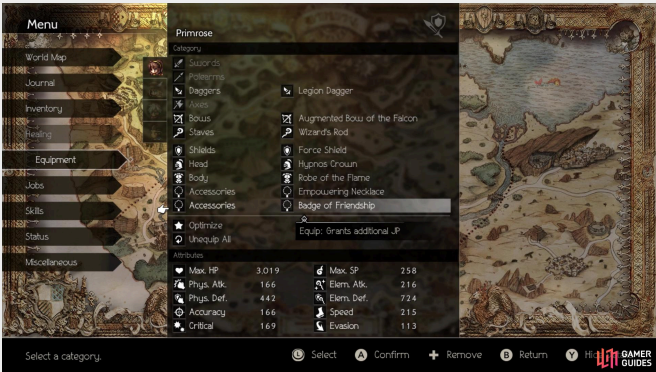 Menu
Primrose
Category
World Map
Swords
Polearms
Journal
Daggers Legion Dagger
Axes
Inventory
Bows Augmented Bow of the Falcon
Healing
Staves Wizard's Rod
Shields Force Shield
Equipment
Head Hypnos Crown
Body Robe of the Flame
Jobs
Accessories Empowering Necklace
Accessories Badge of Friendship
Skills
Optimize
Equip: Grants additional JP
Unequip All
Status
Attributes
Miscellaneous
Max. HP 3,019 Max. SP 258
Phys. Atk. 166 Elem. Atk. 216
Phys. Def. 442 Elem. Def. 724
Accuracy 166 Speed 215
Critical 169 Evasion 113
Select a category.
L Select A Confirm Remove B Return Y
GAMER
GUIDES